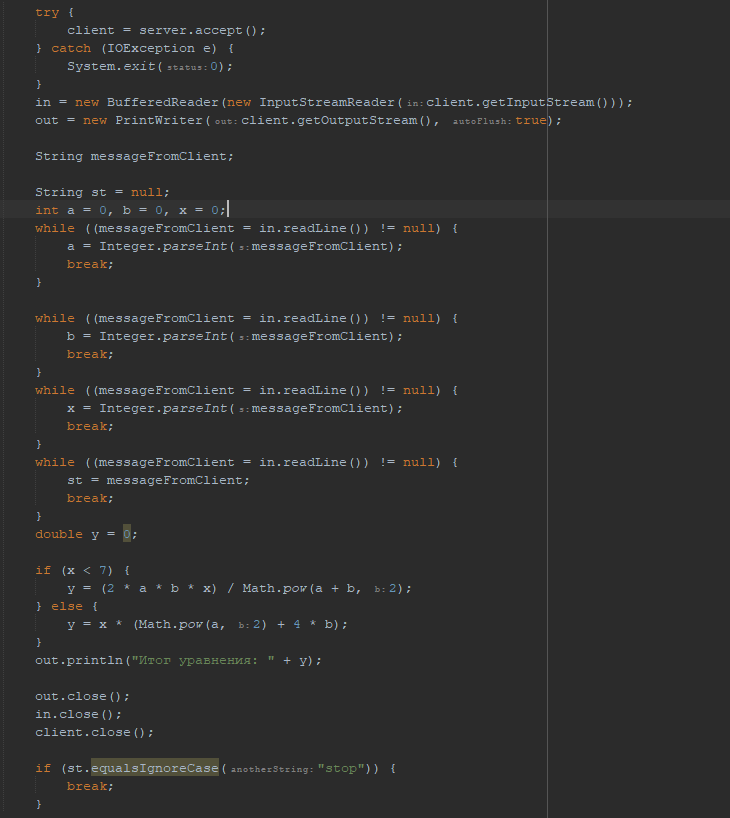 try {
client = server.accept();
} catch (IOException e) {
System.exit( status: 0);
}
in = new BufferedReader(new InputStreamReader( in: client.getInputStream()));
out = new PrintWriter( out: client.getOutputStream(), autoFlush: true);
String messageFromClient;
String st = null;
int a = 0, b = 0, x = 0;
while ((messageFromClient = in.readLine()) != null) {
a = Integer.parseInt( s: messageFromClient);
break;
}
while ((messageFromClient = in.readLine()) != null) {
b = Integer.parseInt( s: messageFromClient);
break;
}
while ((messageFromClient = in.readLine()) != null) {
x = Integer.parseInt( s: messageFromClient);
break;
}
while ((messageFromClient = in.readLine()) != null) {
st = messageFromClient;
break;
}
double y = 0;
if (x < 7) {
y = (2 * a * b * x) / Math.pow(a + b, b: 2);
} else {
y = x * (Math.pow(a, b: 2) + 4 * b);
}
out.println("Итог уравнения: " + y);
out.close();
in.close();
client.close();
if (st.equalsIgnoreCase( anotherString: "stop")) {
break;
}